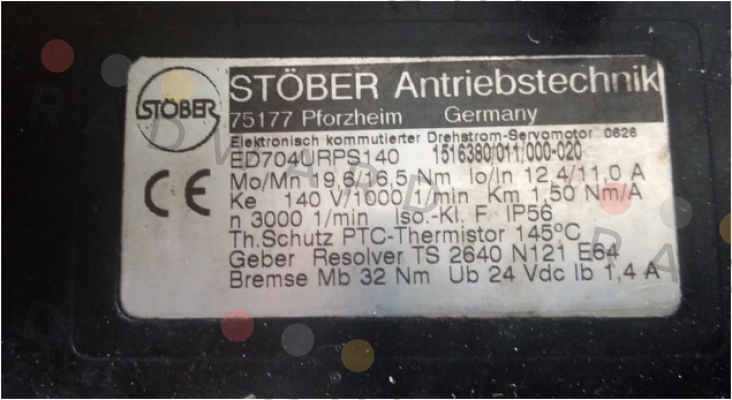 STÖBER
STÖBER Antriebstechnik
75177 Pforzheim Germany
Elektronisch kommutierter Drehstrom-Servomotor 0626
ED704URPS140 1516380/011/000-020
Mo/Mn 19,6/16,5 Nm Io/In 12,4/11,0 A
Ke 140 V/1000 1/min Km 1,50 Nm/A
n 3000 1/min Iso.-Kl. F IP56
Th.Schutz PTC-Thermistor 145°C
Geber Resolver TS 2640 N121 E64
Bremse Mb 32 Nm Ub 24 Vdc Ib 1,4 A
CE